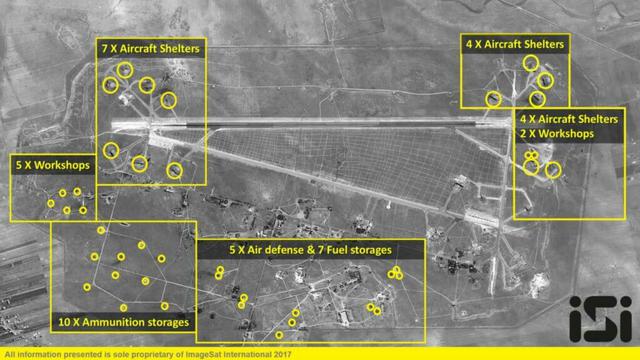 7 X Aircraft Shelters
4 X Aircraft Shelters
4 X Aircraft Shelters
2 X Workshops
5 X Workshops
5 X Air defense & 7 Fuel storages
10 X Ammunition storages
iSi
All information presented is sole proprietary of ImageSat International 2017